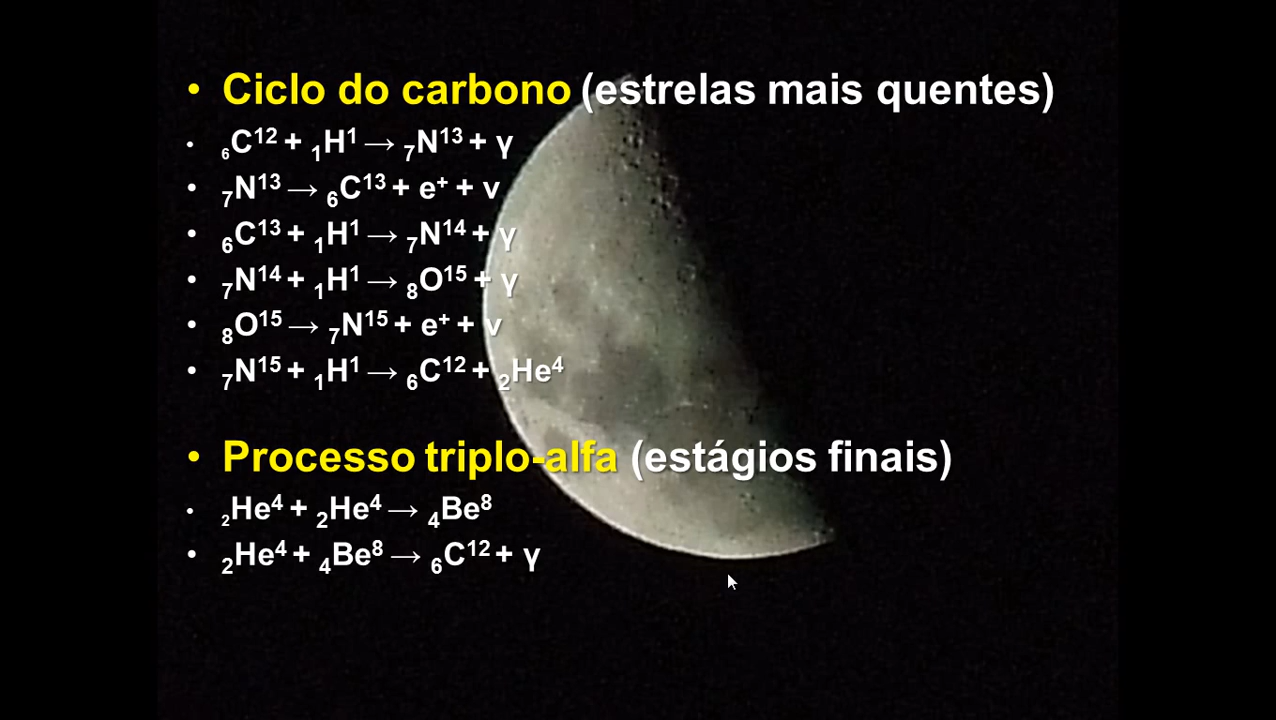 • Ciclo do carbono (estrelas mais quentes)
• ₆C¹² + ₁H¹ → ₇N¹³ + γ
• ₇N¹³ → ₆C¹³ + e⁺ + ν
• ₆C¹³ + ₁H¹ → ₇N¹⁴ + γ
• ₇N¹⁴ + ₁H¹ → ₈O¹⁵ + γ
• ₈O¹⁵ → ₇N¹⁵ + e⁺ + ν
• ₇N¹⁵ + ₁H¹ → ₆C¹² + ₂He⁴
• Processo triplo-alfa (estágios finais)
• ₂He⁴ + ₂He⁴ → ₄Be⁸
• ₂He⁴ + ₄Be⁸ → ₆C¹² + γ